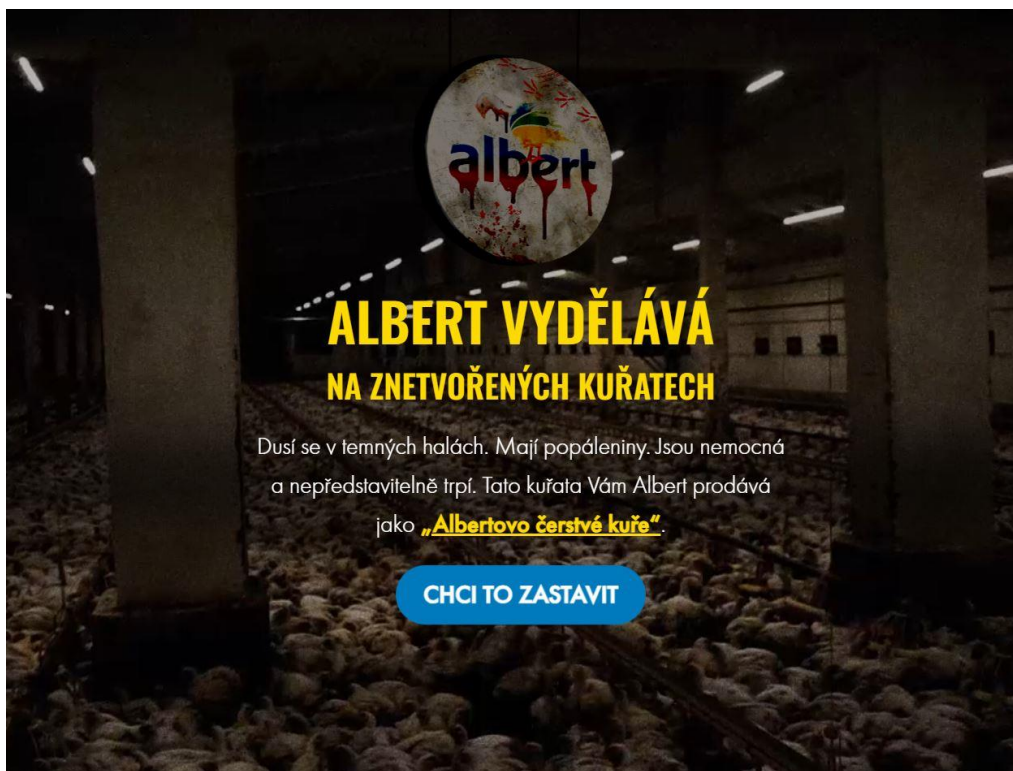 albert
ALBERT VYDĚLÁVÁ
NA ZNETVOŘENÝCH KUŘATECH
Dusí se v temných halách. Mají popáleniny. Jsou nemocná
a nepředstavitelně trpí. Tato kuřata Vám Albert prodává
jako „Albertovo čerstvé kuře“.
CHCI TO ZASTAVIT